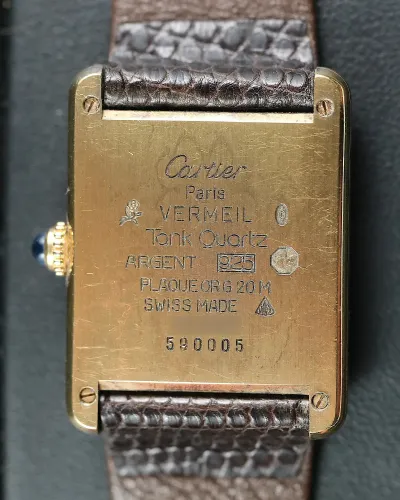 Cartier
Paris
VERMEIL
Tank Quartz
ARGENT 925
PLAQUE OR G 20 M
SWISS MADE
590005